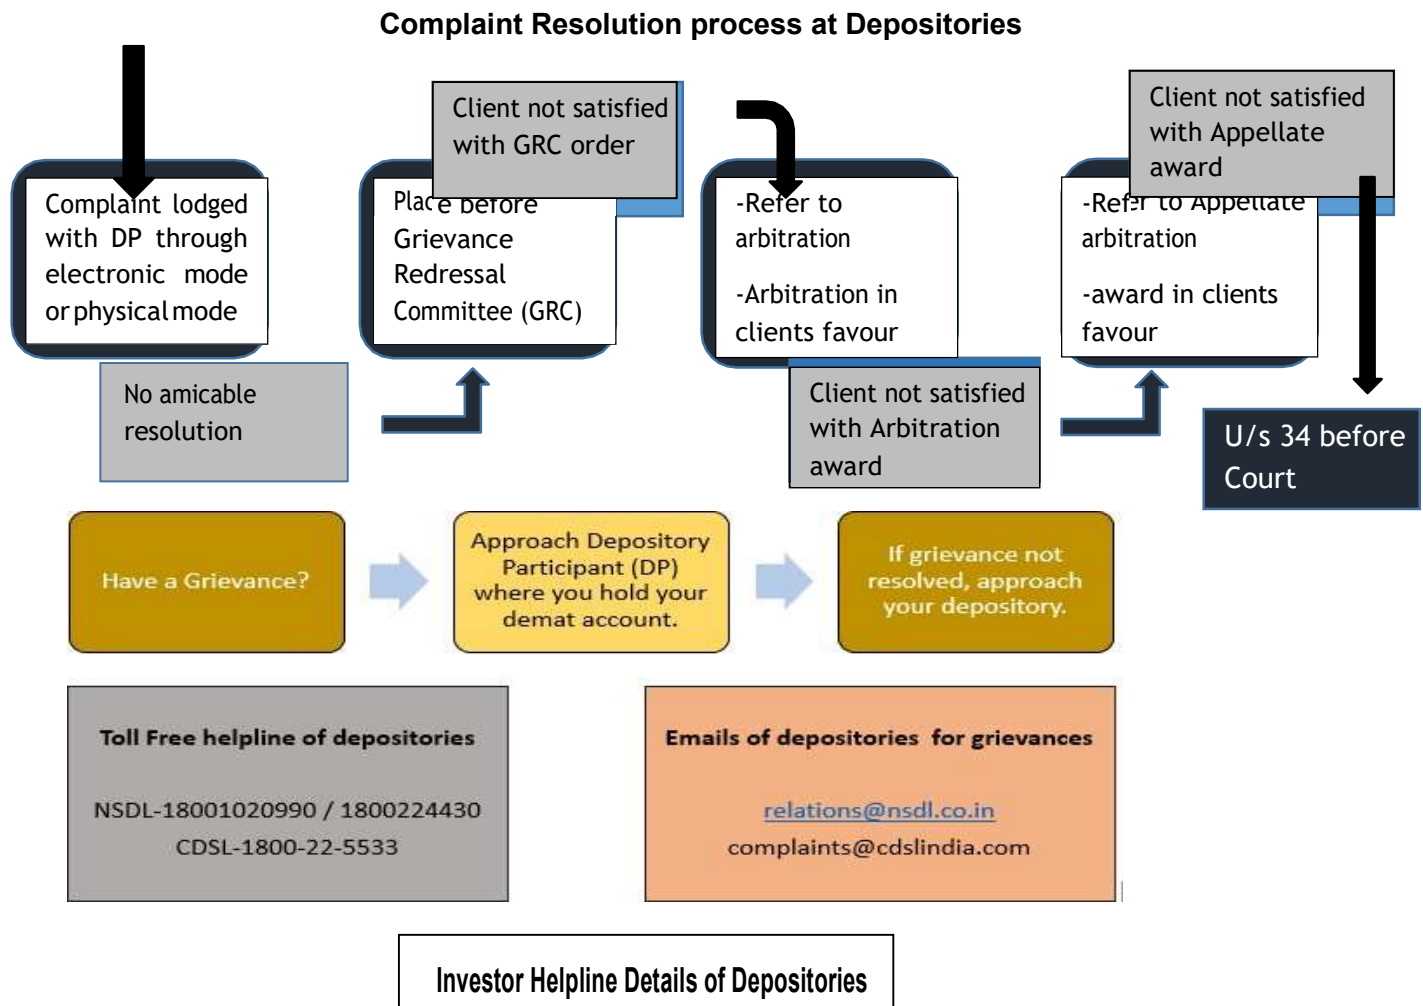 Complaint Resolution process at Depositories
Complaint lodged
with DP through
electronic mode
or physical mode
No amicable
resolution
Place before
Grievance
Redressal
Committee (GRC)
Client not satisfied
with GRC order
-Refer to
arbitration
-Arbitration in
clients favour
Client not satisfied
with Arbitration
award
-Refer to Appellate
arbitration
-award in clients
favour
Client not satisfied
with Appellate
award
U/s 34 before
Court
Have a Grievance?
Approach Depository
Participant (DP)
where you hold your
demat account.
If grievance not
resolved, approach
your depository.
Toll Free helpline of depositories
NSDL-18001020990 / 1800224430
CDSL-1800-22-5533
Emails of depositories for grievances
relations@nsdl.co.in
complaints@cdslindia.com
Investor Helpline Details of Depositories